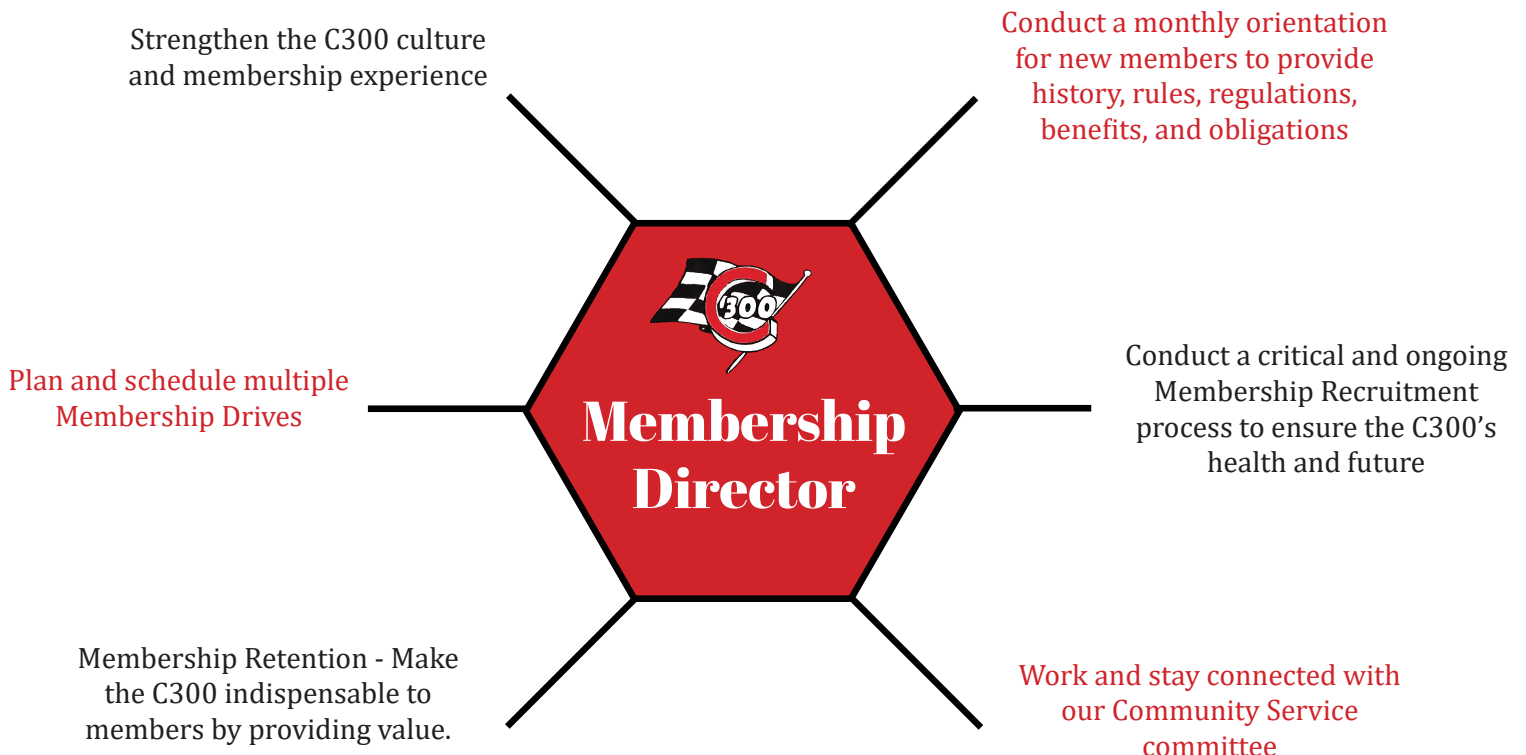 Strengthen the C300 culture
and membership experience
Conduct a monthly orientation
for new members to provide
history, rules, regulations,
benefits, and obligations
C
300
Membership
Director
Plan and schedule multiple
Membership Drives
Conduct a critical and ongoing
Membership Recruitment
process to ensure the C300’s
health and future
Membership Retention - Make
the C300 indispensable to
members by providing value.
Work and stay connected with
our Community Service
committee